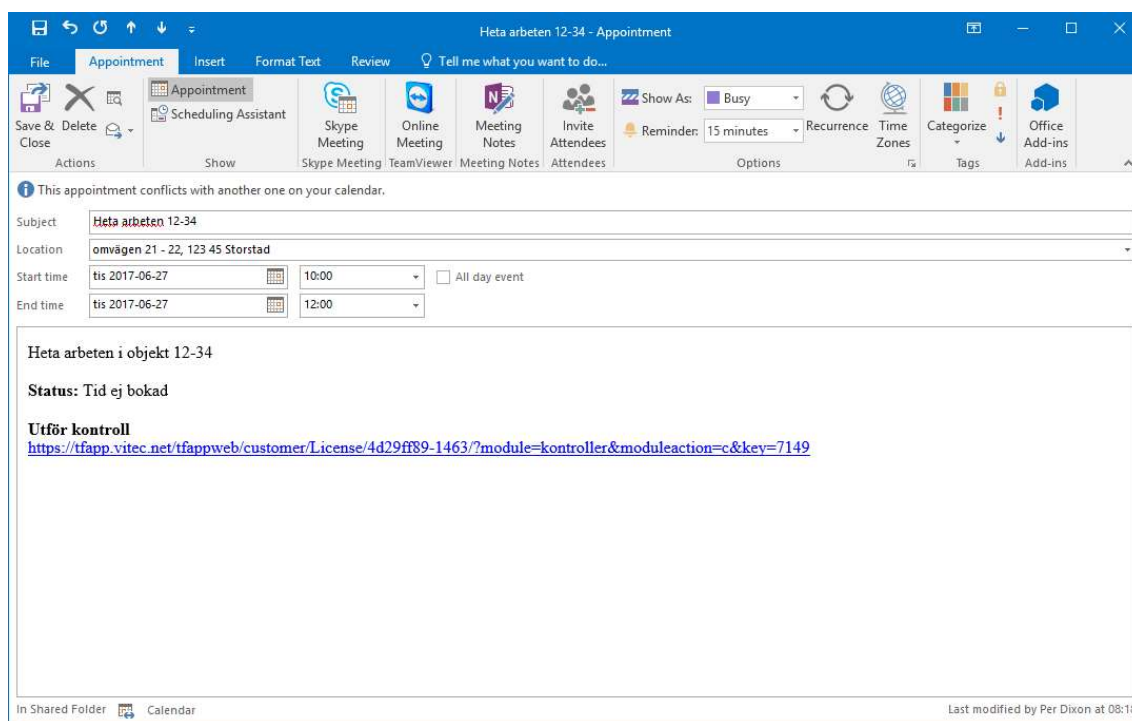 Heta arbeten 12-34 - Appointment
File Appointment Insert Format Text Review Tell me what you want to do...
Save & Close Delete
Appointment
Scheduling Assistant
Skype Meeting
Online Meeting
Meeting Notes
Invite Attendees
Show As: Busy
Reminder: 15 minutes
Recurrence
Time Zones
Categorize
Office Add-ins
Actions Show Skype Meeting TeamViewer Meeting Notes Attendees Options Tags Add-ins
This appointment conflicts with another one on your calendar.
Subject Heta arbeten 12-34
Location omvägen 21 - 22, 123 45 Storstad
Start time tis 2017-06-27 10:00 All day event
End time tis 2017-06-27 12:00
Heta arbeten i objekt 12-34
Status: Tid ej bokad
Utför kontroll
https://tfapp.vitec.net/tfappweb/customer/License/4d29ff89-1463/?module=kontroller&moduleaction=c&key=7149
In Shared Folder Calendar Last modified by Per Dixon at